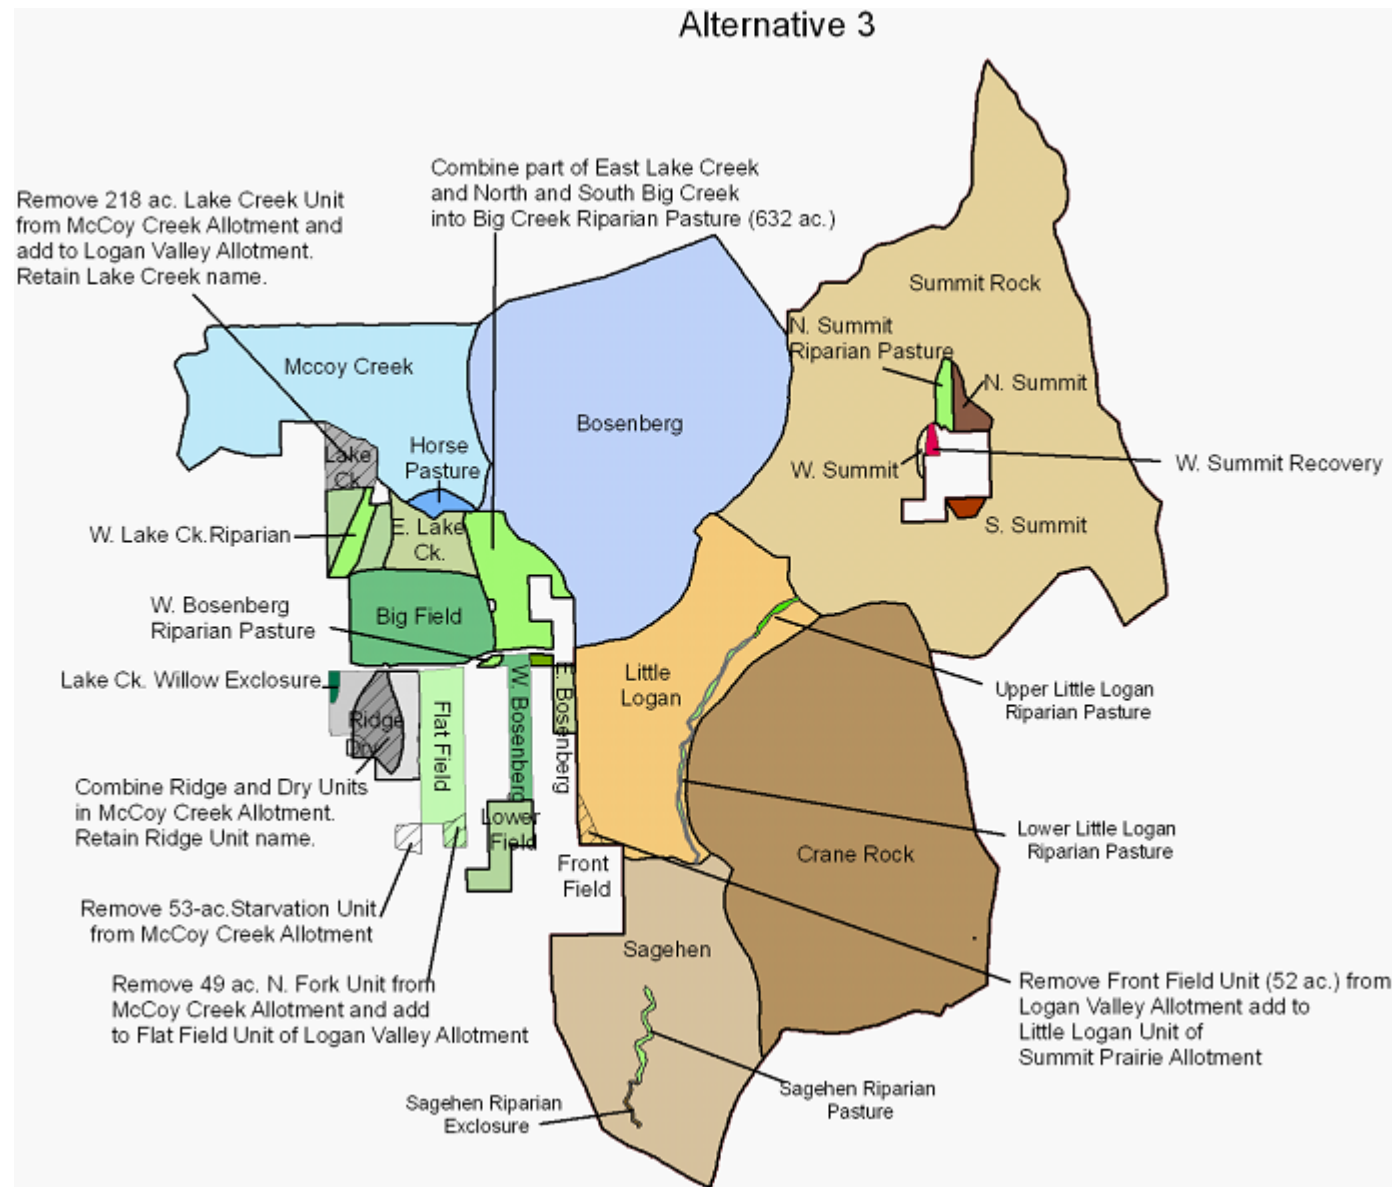 Alternative 3
Combine part of East Lake Creek
and North and South Big Creek
into Big Creek Riparian Pasture (632 ac.)
Remove 218 ac. Lake Creek Unit
from McCoy Creek Allotment and
add to Logan Valley Allotment.
Retain Lake Creek name.
Summit Rock
N. Summit
Riparian Pasture
N. Summit
Mccoy Creek
Bosenberg
Horse
Pasture
Lake
Ck.
W. Summit
W. Summit Recovery
S. Summit
W. Lake Ck.Riparian
E. Lake
Ck.
W. Bosenberg
Riparian Pasture
Big Field
Lake Ck. Willow Exclosure
Little
Logan
Upper Little Logan
Riparian Pasture
Ridge
Dry
Flat Field
W. Bosenberg
E. Bosenberg
Combine Ridge and Dry Units
in McCoy Creek Allotment.
Retain Ridge Unit name.
Lower
Field
Lower Little Logan
Riparian Pasture
Crane Rock
Front
Field
Remove 53-ac.Starvation Unit
from McCoy Creek Allotment
Sagehen
Remove 49 ac. N. Fork Unit from
McCoy Creek Allotment and add
to Flat Field Unit of Logan Valley Allotment
Remove Front Field Unit (52 ac.) from
Logan Valley Allotment add to
Little Logan Unit of
Summit Prairie Allotment
Sagehen Riparian
Exclosure
Sagehen Riparian
Pasture